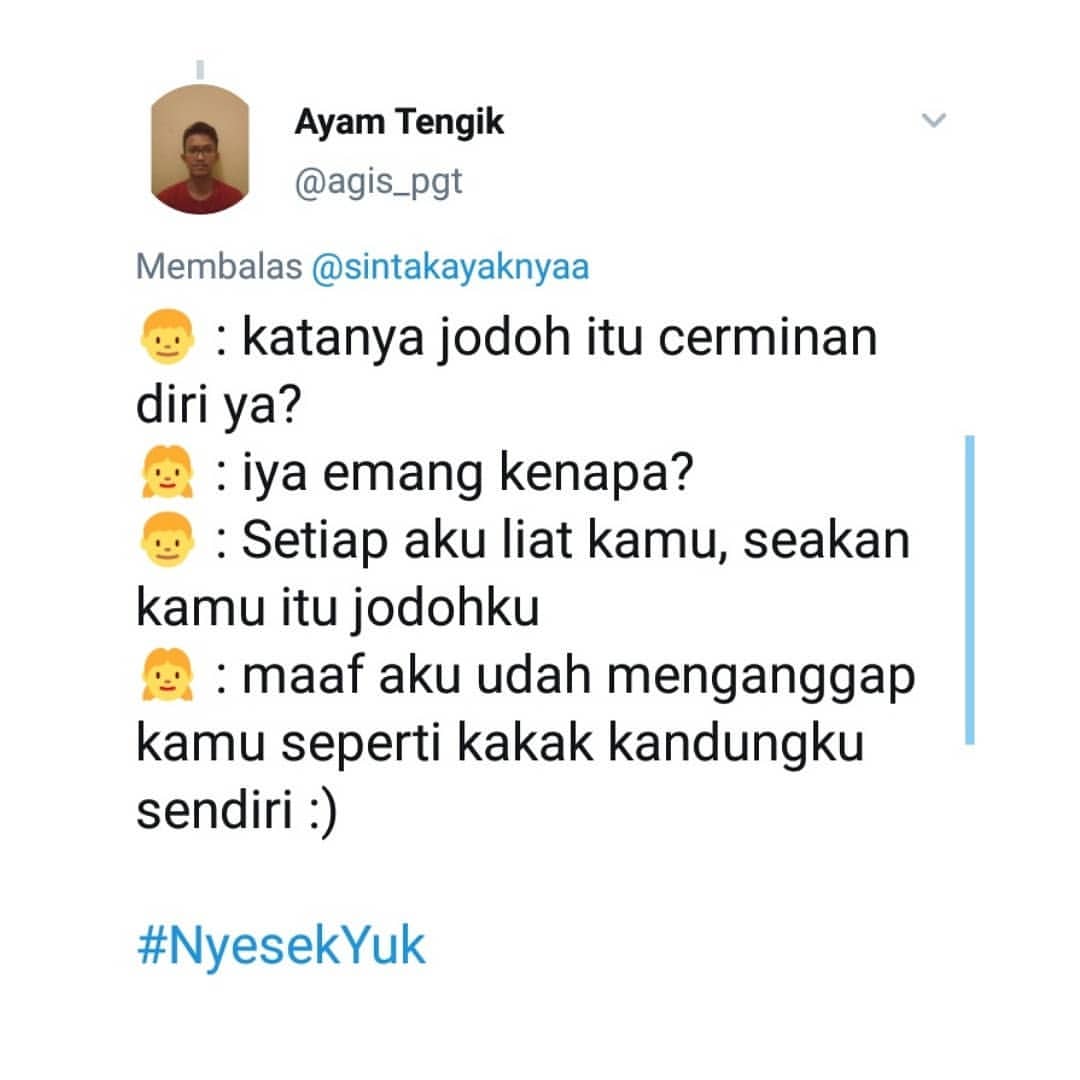 Ayam Tengik
@agis_pgt
Membalas @sintakayaknyaa
👦 : katanya jodoh itu cerminan
diri ya?
👧 : iya emang kenapa?
👦 : Setiap aku liat kamu, seakan
kamu itu jodohku
👧 : maaf aku udah menganggap
kamu seperti kakak kandungku
sendiri :)
#NyesekYuk